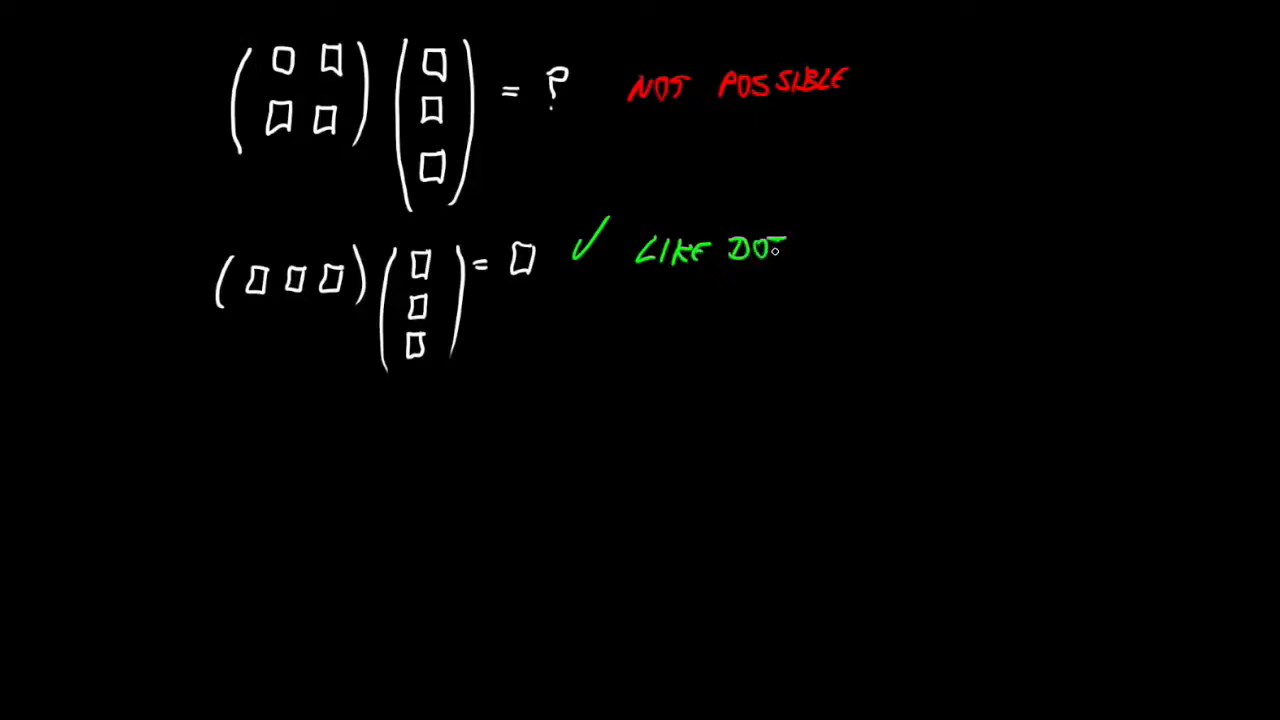 (□ □ □ □) (□ □ □) = ? NOT POSSIBLE
(□ □ □) (□ □ □) = □ ✓ LIKE DOT